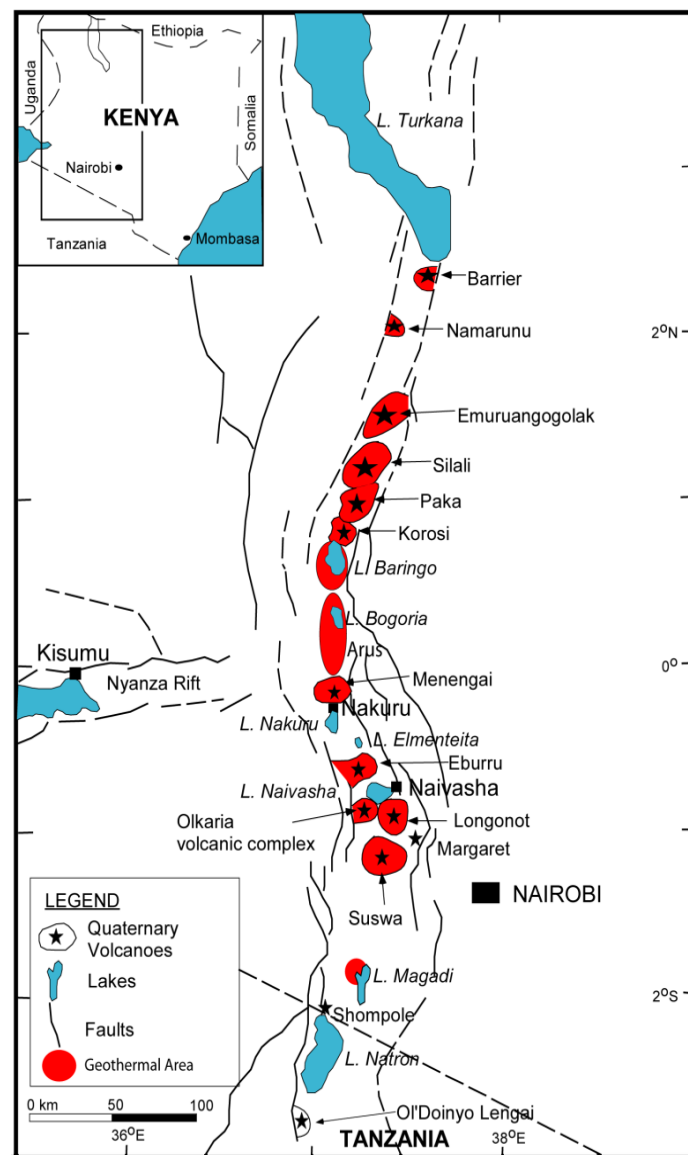 Ethiopia
Uganda
KENYA
Somalia
Nairobi
Tanzania
Mombasa
L. Turkana
Barrier
Namarunu
2°N
Emuruangogolak
Silali
Paka
Korosi
L. Baringo
L. Bogoria
Arus
Kisumu
0°
Nyanza Rift
Menengai
Nakuru
L. Nakuru
L. Elmenteita
Eburru
L. Naivasha
Naivasha
Olkaria
volcanic complex
Longonot
Margaret
NAIROBI
Suswa
LEGEND
Quaternary
Volcanoes
Lakes
Faults
Geothermal Area
0 km 50 100
L. Magadi
2°S
Shompole
L. Natron
Ol'Doinyo Lengai
36°E
TANZANIA
38°E